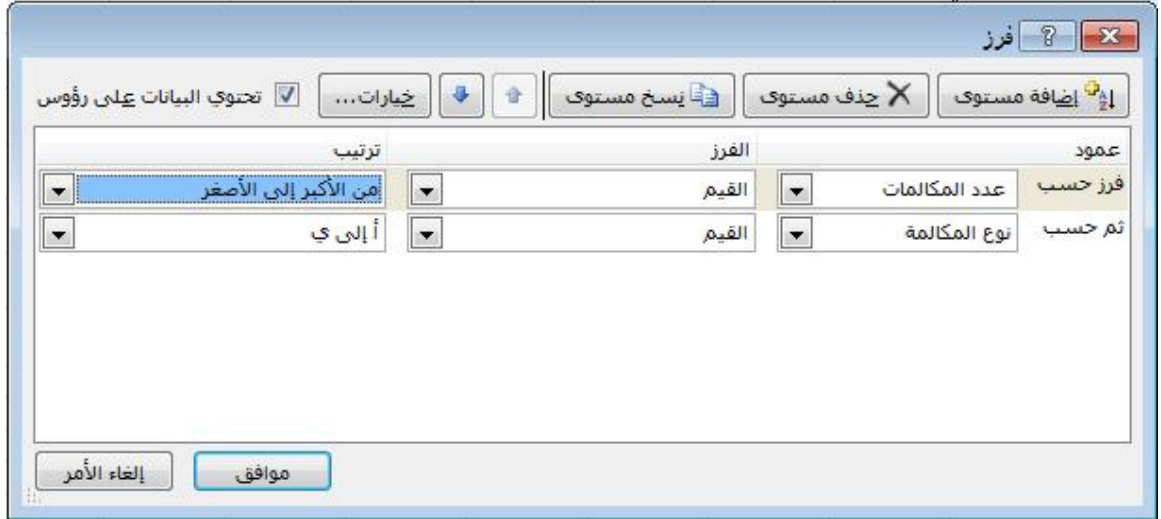 فرز
إضافة مستوى حذف مستوى نسخ مستوى خيارات... تحتوي البيانات على رؤوس
عمود الفرز ترتيب
فرز حسب عدد المكالمات القيم من الأكبر إلى الأصغر
ثم حسب نوع المكالمة القيم أ إلى ي
موافق إلغاء الأمر